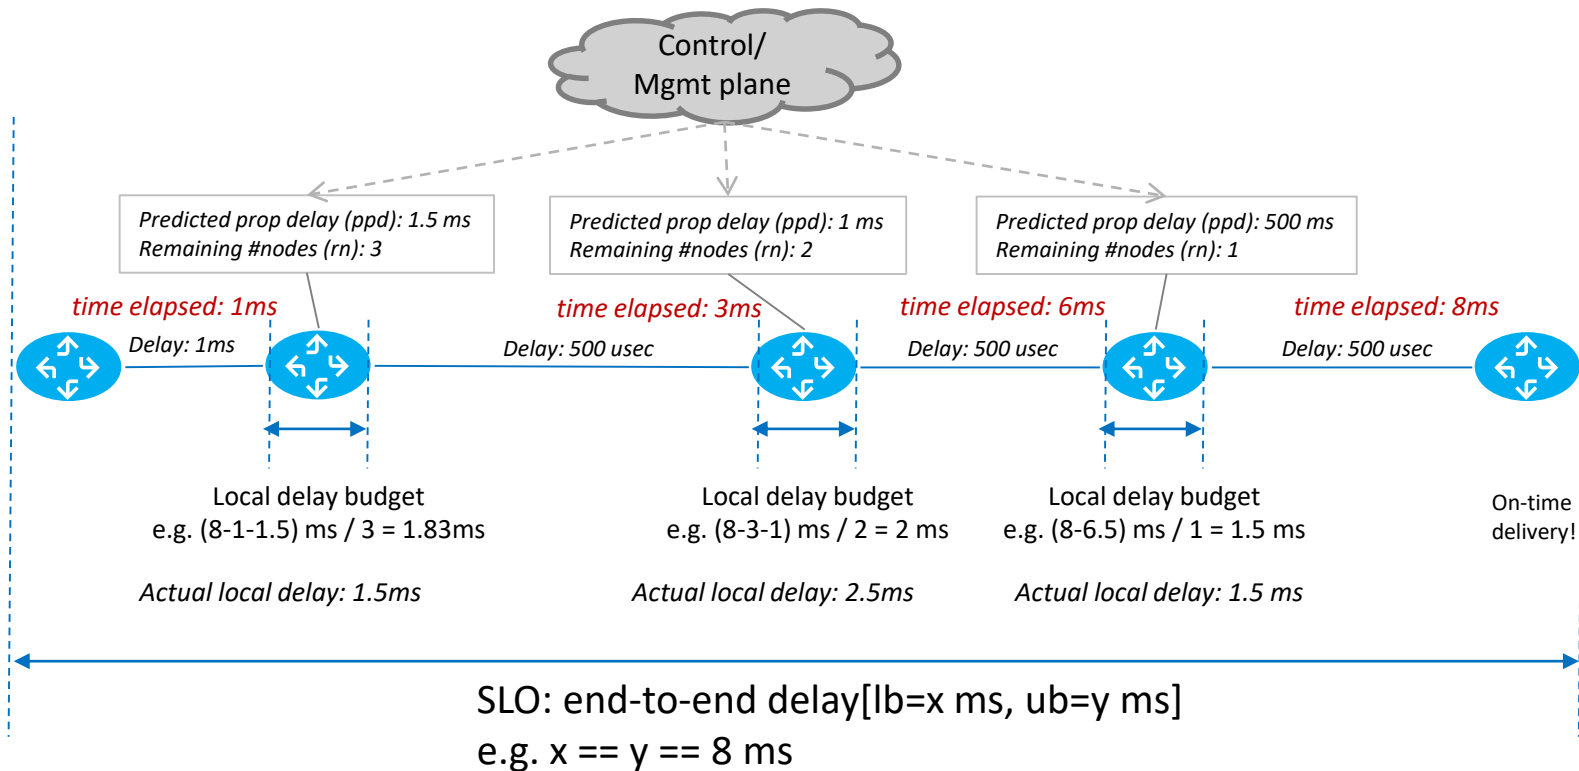 Control/
Mgmt plane
Predicted prop delay (ppd): 1.5 ms
Remaining #nodes (rn): 3
Predicted prop delay (ppd): 1 ms
Remaining #nodes (rn): 2
Predicted prop delay (ppd): 500 ms
Remaining #nodes (rn): 1
time elapsed: 1ms
time elapsed: 3ms
time elapsed: 6ms
time elapsed: 8ms
Delay: 1ms
Delay: 500 usec
Delay: 500 usec
Delay: 500 usec
Local delay budget
e.g. (8-1-1.5) ms / 3 = 1.83ms
Actual local delay: 1.5ms
Local delay budget
e.g. (8-3-1) ms / 2 = 2 ms
Actual local delay: 2.5ms
Local delay budget
e.g. (8-6.5) ms / 1 = 1.5 ms
Actual local delay: 1.5 ms
On-time
delivery!
SLO: end-to-end delay[lb=x ms, ub=y ms]
e.g. x == y == 8 ms